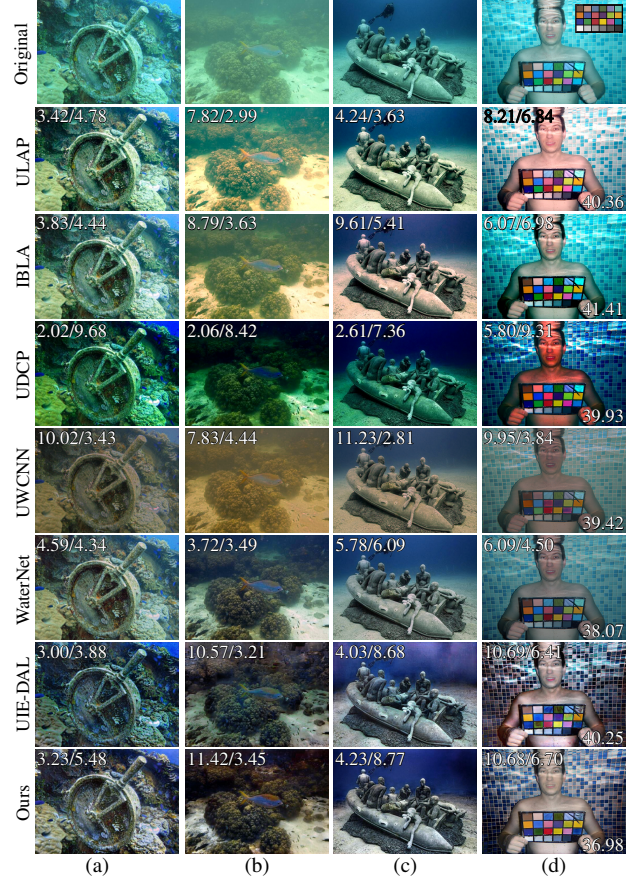 Original
ULAP
3.42/4.78
7.82/2.99
4.24/3.63
8.21/6.84
40.36
IBLA
3.83/4.44
8.79/3.63
9.61/5.41
6.07/6.98
41.41
UDCP
2.02/9.68
2.06/8.42
2.61/7.36
5.80/9.31
39.93
UWCNN
10.02/3.43
7.83/4.44
11.23/2.81
9.95/3.84
39.42
WaterNet
4.59/4.34
3.72/3.49
5.78/6.09
6.09/4.50
38.07
UIE-DAL
3.00/3.88
10.57/3.21
4.03/8.68
10.69/6.41
40.25
Ours
3.23/5.48
11.42/3.45
4.23/8.77
10.68/6.70
36.98
(a)
(b)
(c)
(d)